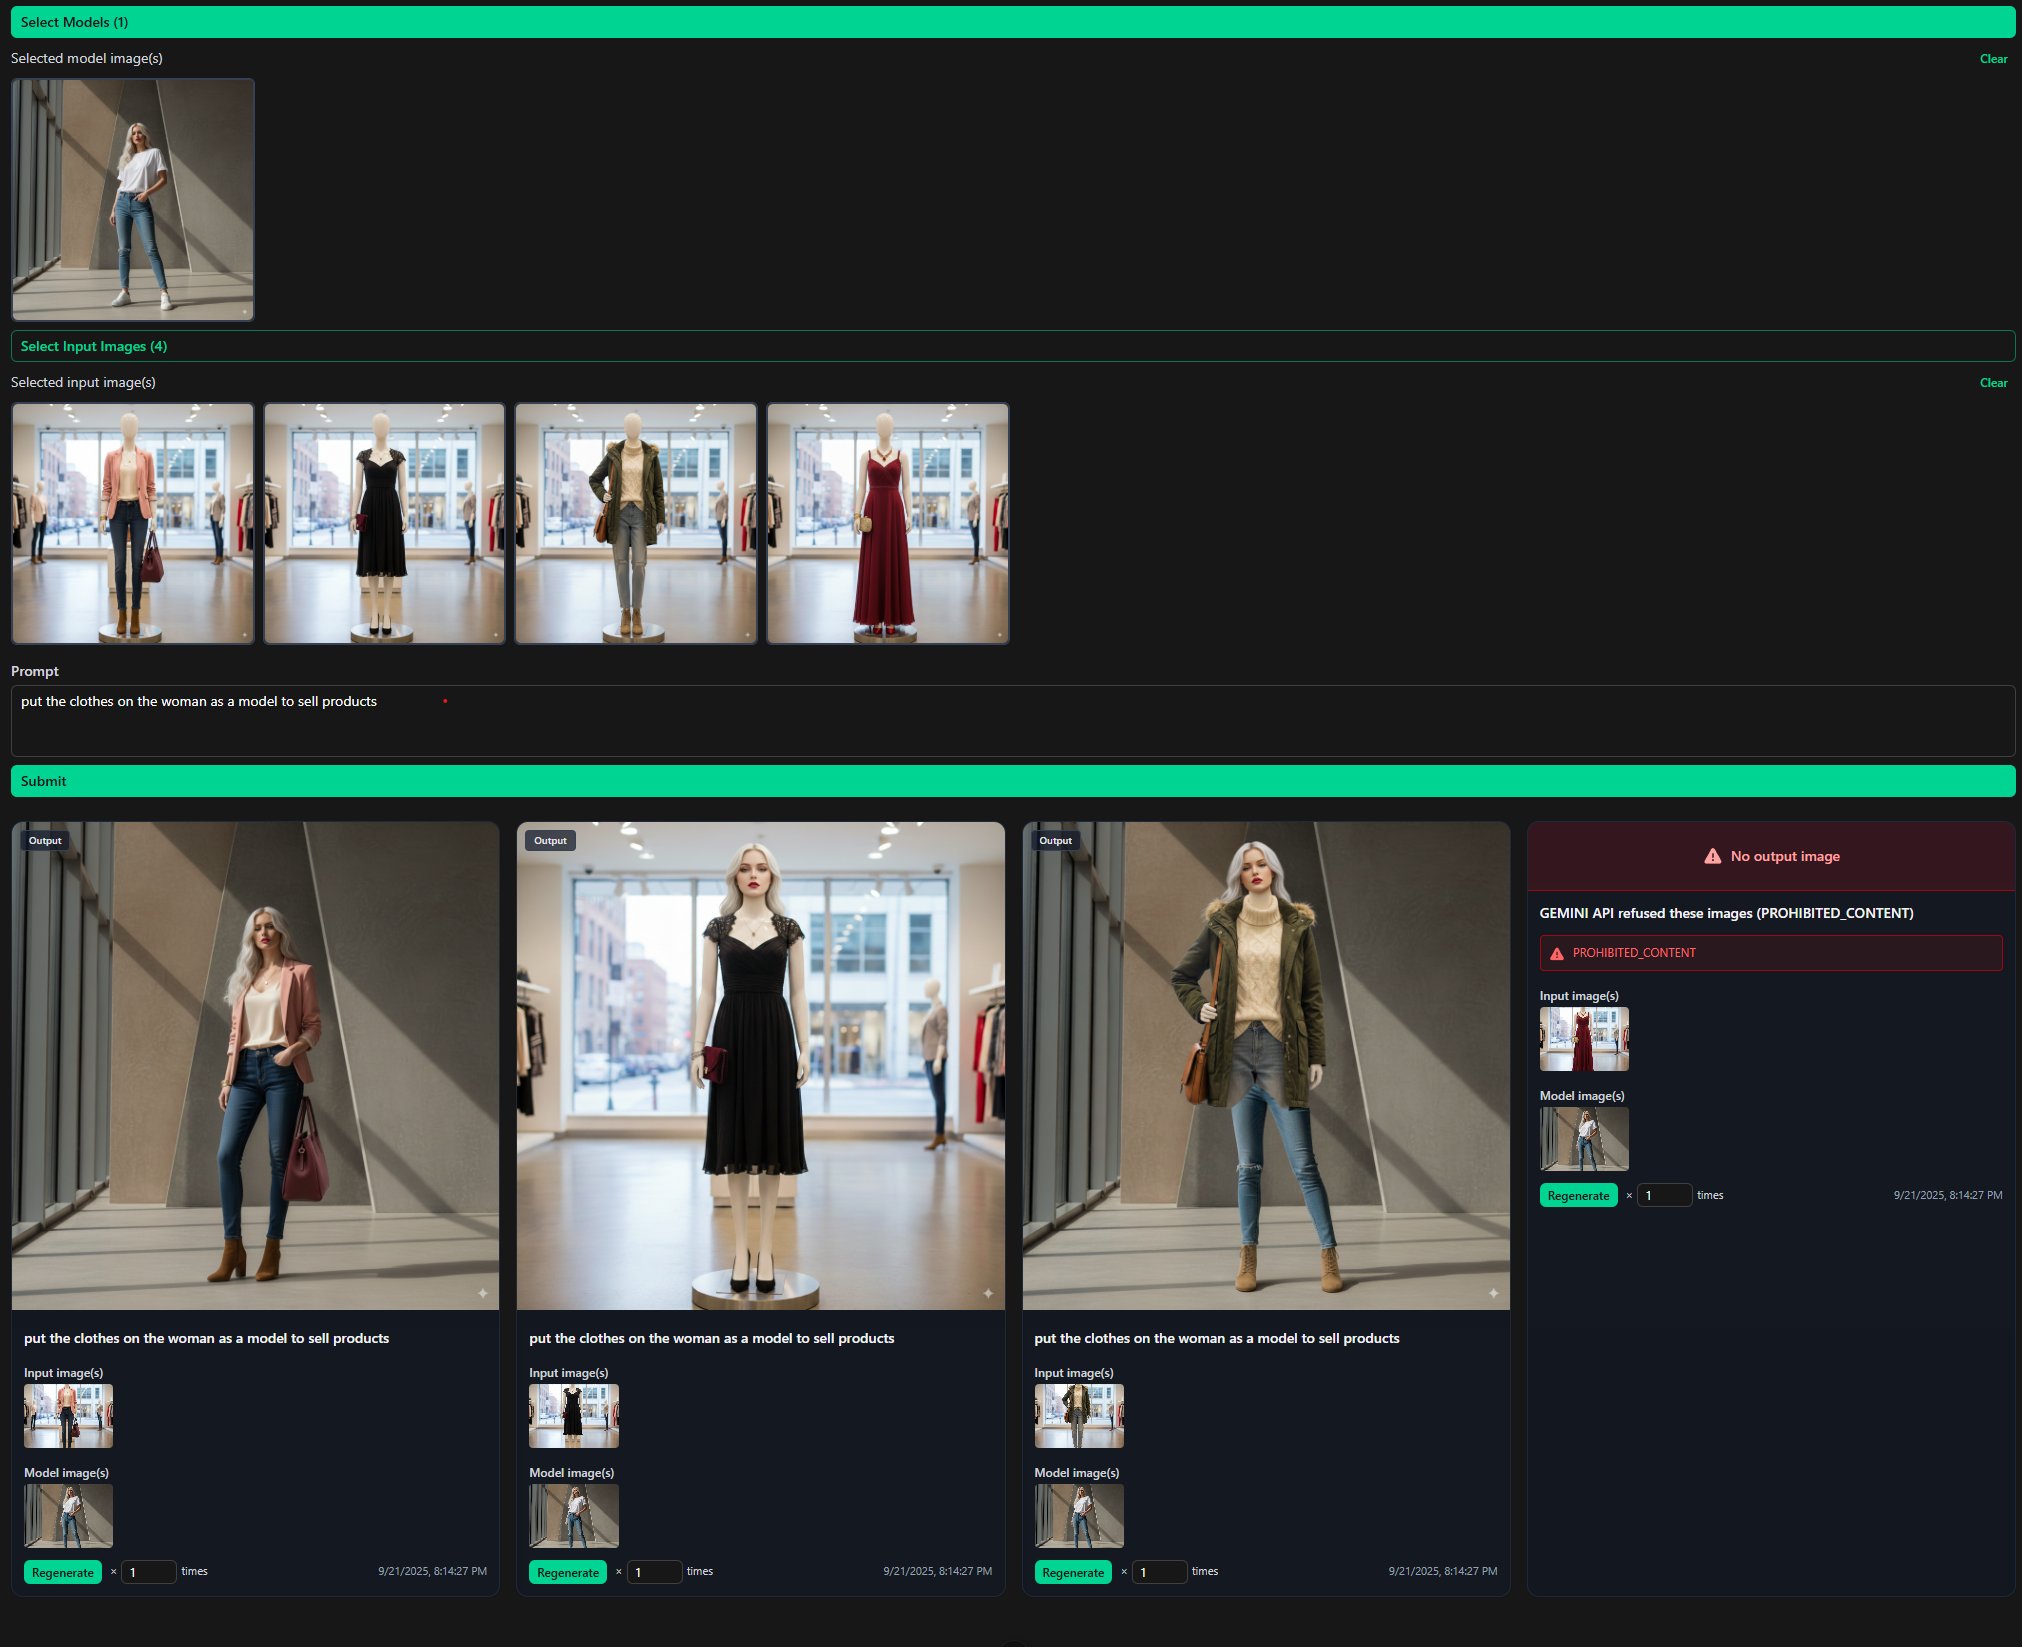 Select Models (1)
Selected model image(s)
Clear
Select Input Images (4)
Selected input image(s)
Clear
Prompt
put the clothes on the woman as a model to sell products
Submit
Output
put the clothes on the woman as a model to sell products
Input image(s)
Model image(s)
Regenerate × 1 times 9/21/2025, 8:14:27 PM
Output
put the clothes on the woman as a model to sell products
Input image(s)
Model image(s)
Regenerate × 1 times 9/21/2025, 8:14:27 PM
Output
put the clothes on the woman as a model to sell products
Input image(s)
Model image(s)
Regenerate × 1 times 9/21/2025, 8:14:27 PM
No output image
GEMINI API refused these images (PROHIBITED_CONTENT)
PROHIBITED_CONTENT
Input image(s)
Model image(s)
Regenerate × 1 times 9/21/2025, 8:14:27 PM